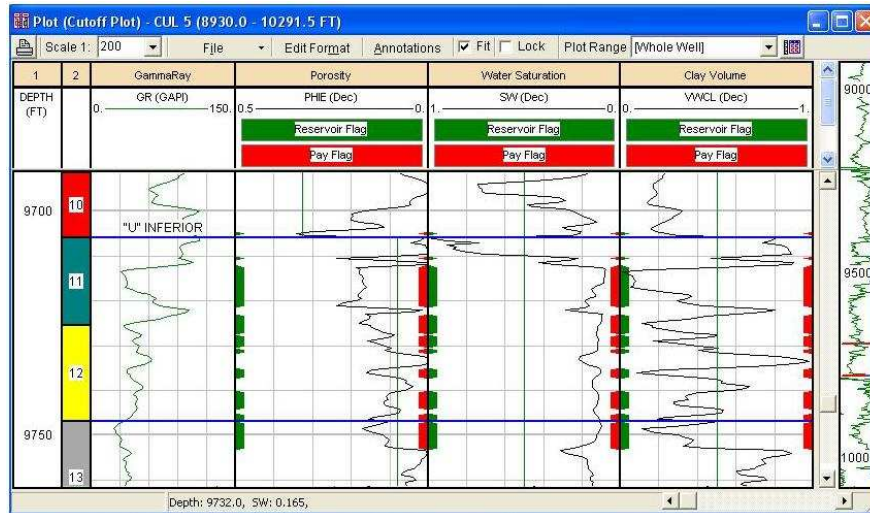 Plot (Cutoff Plot) - CUL 5 (8930.0 - 10291.5 FT)
Scale 1: 200 File Edit Format Annotations Fit Lock Plot Range [Whole Well]
1 2 GammaRay Porosity Water Saturation Clay Volume
DEPTH (FT) GR (GAPI) PHIE (Dec) SW (Dec) VWCL (Dec)
0. 150. 0.5 0. 1. 0. 0. 1.
Reservoir Flag Reservoir Flag Reservoir Flag
Pay Flag Pay Flag Pay Flag
9000
9700 10
"U" INFERIOR
11
9500
12
9750
13
1000
Depth: 9732.0, SW: 0.165,